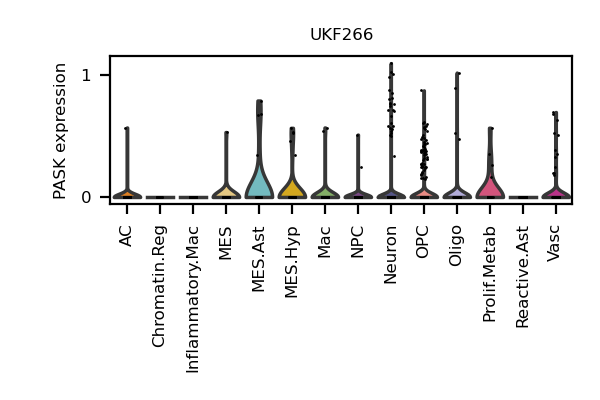 UKF266
PASK expression
1
0
AC
Chromatin.Reg
Inflammatory.Mac
MES
MES.Ast
MES.Hyp
Mac
NPC
Neuron
OPC
Oligo
Prolif.Metab
Reactive.Ast
Vasc